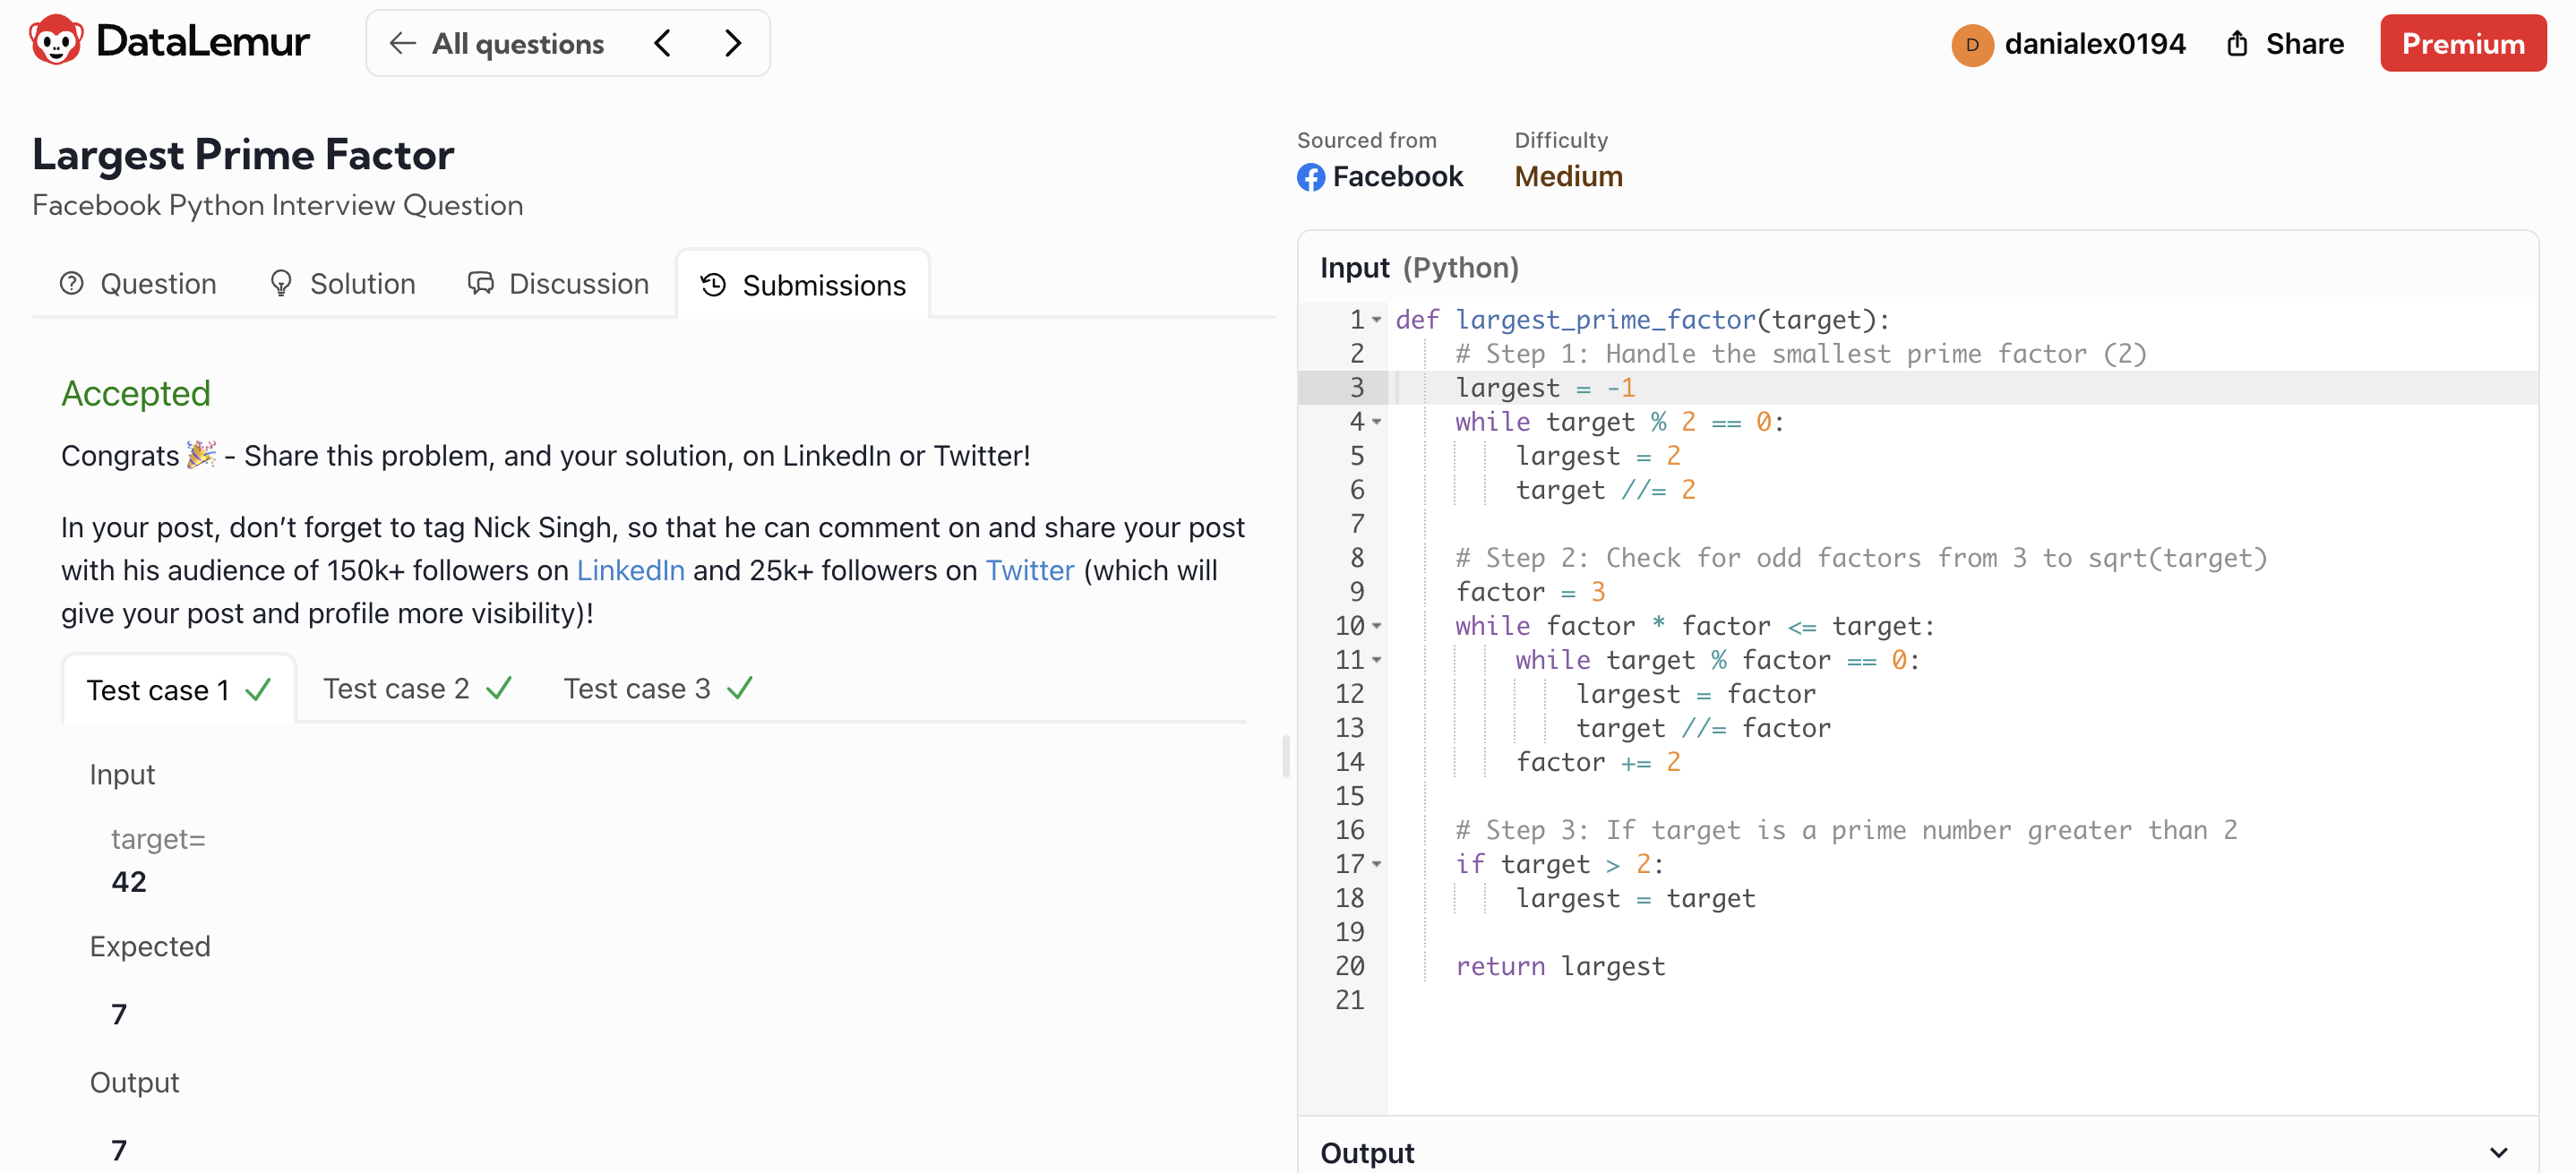 DataLemur
All questions
D danialex0194
Share
Premium
Largest Prime Factor
Facebook Python Interview Question
Question
Solution
Discussion
Submissions
Accepted
Congrats 🎉 - Share this problem, and your solution, on LinkedIn or Twitter!
In your post, don’t forget to tag Nick Singh, so that he can comment on and share your post
with his audience of 150k+ followers on LinkedIn and 25k+ followers on Twitter (which will
give your post and profile more visibility)!
Test case 1
Test case 2
Test case 3
Input
target=
42
Expected
7
Output
7
Sourced from
Facebook
Difficulty
Medium
Input (Python)
1 def largest_prime_factor(target):
2     # Step 1: Handle the smallest prime factor (2)
3     largest = -1
4     while target % 2 == 0:
5         largest = 2
6         target //= 2
7
8     # Step 2: Check for odd factors from 3 to sqrt(target)
9     factor = 3
10     while factor * factor <= target:
11         while target % factor == 0:
12             largest = factor
13             target //= factor
14         factor += 2
15
16     # Step 3: If target is a prime number greater than 2
17     if target > 2:
18         largest = target
19
20     return largest
21
Output